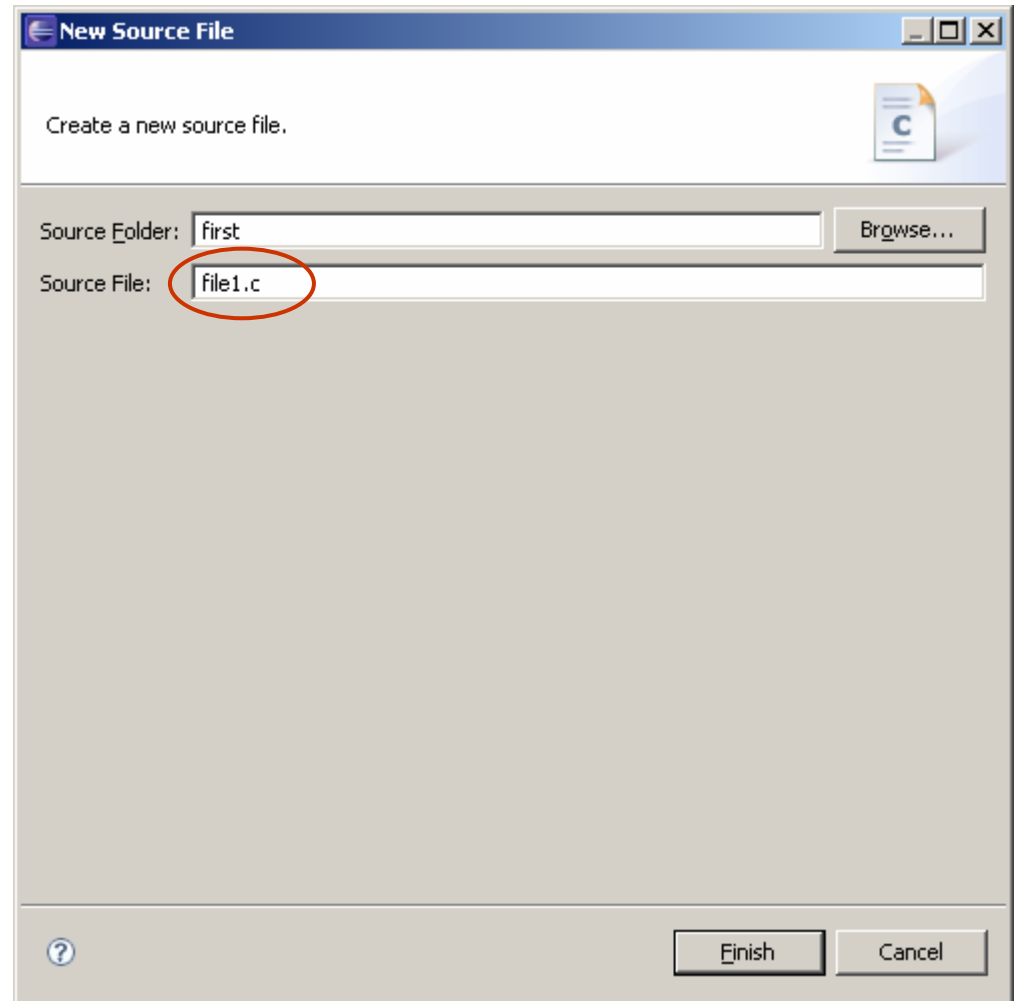 New Source File
Create a new source file.
C
Source Folder: first Browse...
Source File: file1.c
? Finish Cancel